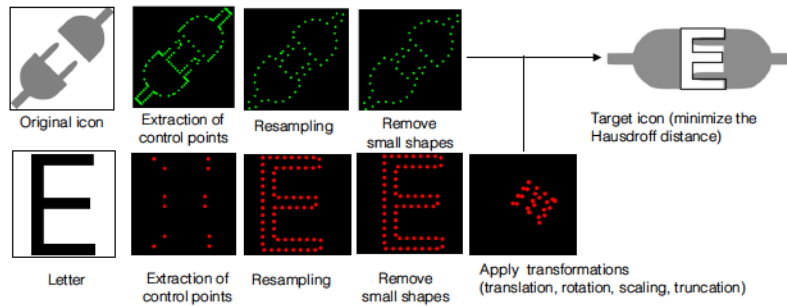 Original icon
Extraction of
control points
Resampling
Remove
small shapes
E
Target icon (minimize the
Hausdroff distance)
E
Letter
Extraction of
control points
Resampling
Remove
small shapes
Apply transformations
(translation, rotation, scaling, truncation)